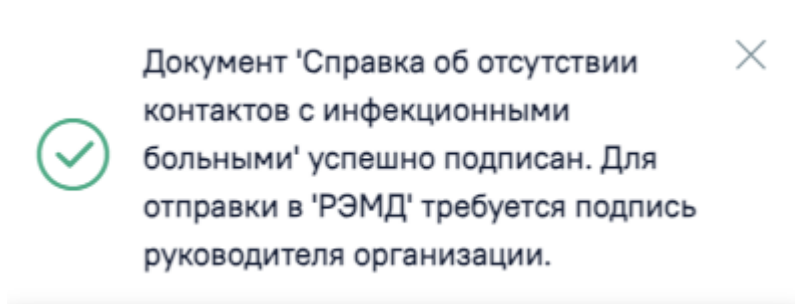 Документ 'Справка об отсутствии
контактов с инфекционными
больными' успешно подписан. Для
отправки в 'РЭМД' требуется подпись
руководителя организации.